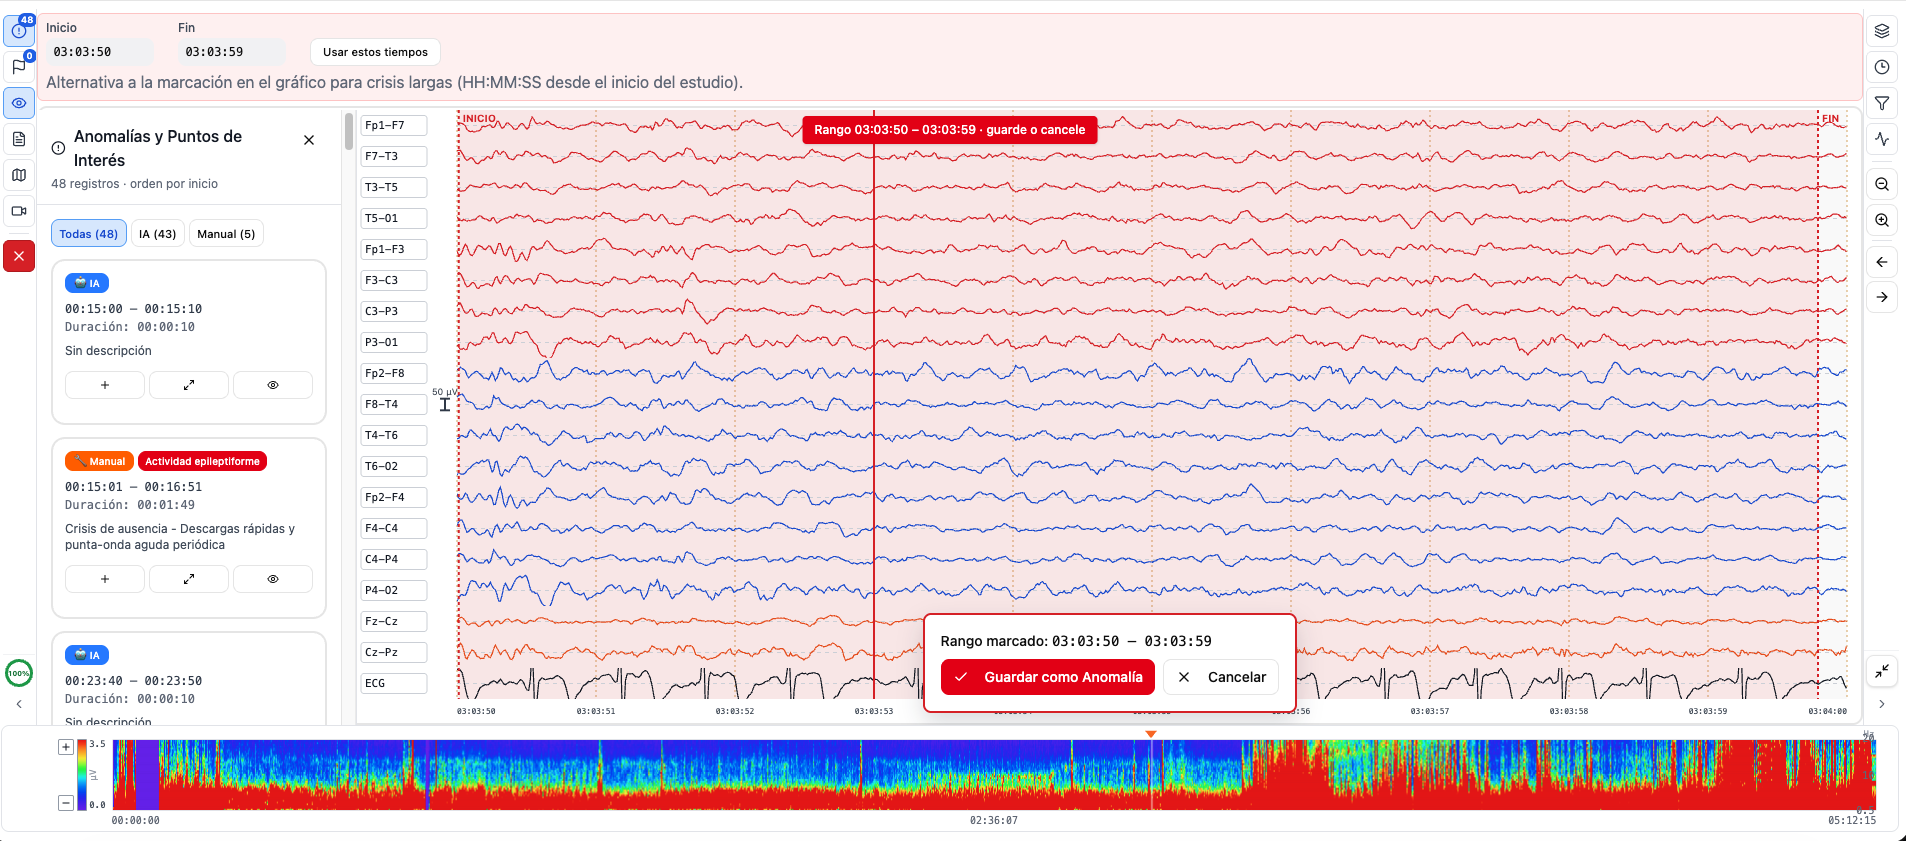 48
0
Inicio
Fin
03:03:50
03:03:59
Usar estos tiempos
Alternativa a la marcación en el gráfico para crisis largas (HH:MM:SS desde el inicio del estudio).
Anomalías y Puntos de
Interés
48 registros · orden por inicio
Todas (48)
IA (43)
Manual (5)
IA
00:15:00 – 00:15:10
Duración: 00:00:10
Sin descripción
Manual
Actividad epileptiforme
00:15:01 – 00:16:51
Duración: 00:01:49
Crisis de ausencia - Descargas rápidas y
punta-onda aguda periódica
IA
00:23:40 – 00:23:50
Duración: 00:00:10
Sin descripción
100%
INICIO
Rango 03:03:50 – 03:03:59 · guarde o cancele
FIN
Fp1–F7
F7–T3
T3–T5
T5–O1
Fp1–F3
F3–C3
C3–P3
P3–O1
Fp2–F8
50 µV
F8–T4
T4–T6
T6–O2
Fp2–F4
F4–C4
C4–P4
P4–O2
Fz–Cz
Cz–Pz
ECG
Rango marcado: 03:03:50 – 03:03:59
Guardar como Anomalía
Cancelar
03:03:50
03:03:51
03:03:52
03:03:53
03:03:57
03:03:58
03:03:59
03:04:00
3.5
µV
0.0
Hz
20
0.5
00:00:00
02:36:07
05:12:15